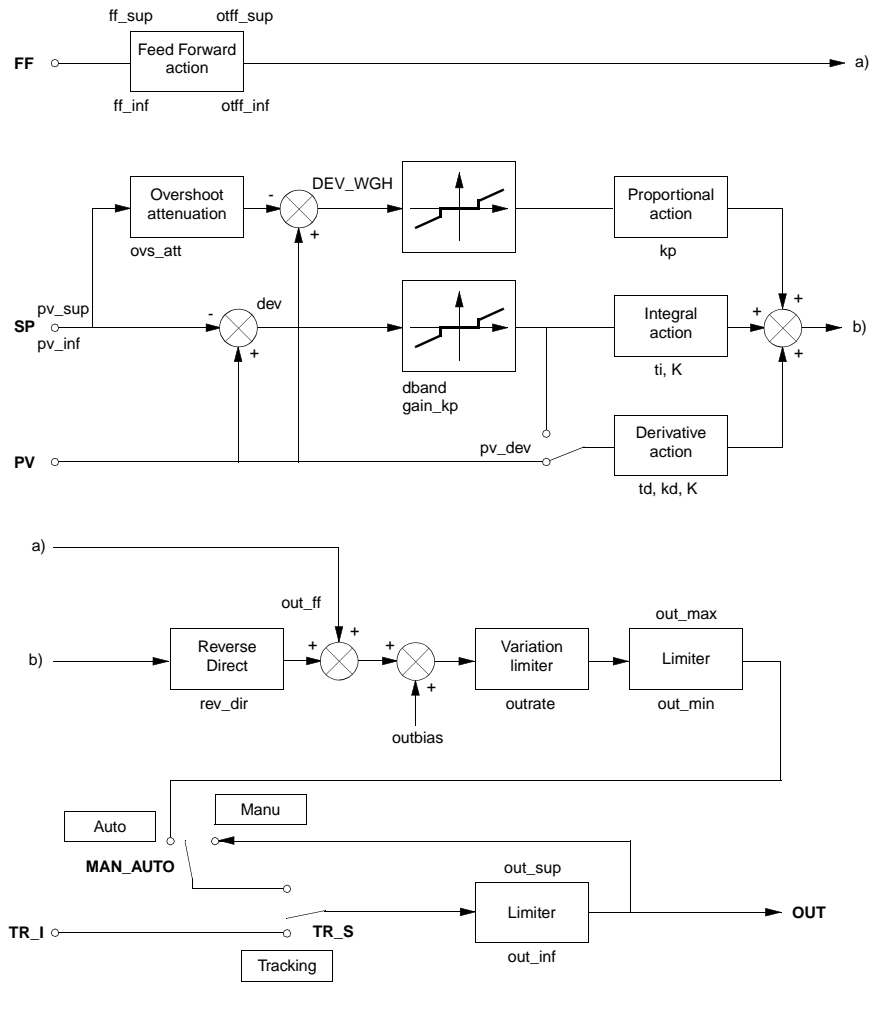 ff_sup otff_sup
FF
Feed Forward
action
a)
ff_inf otff_inf
Overshoot
attenuation
ovs_att
-
DEV_WGH
+
Proportional
action
kp
SP
pv_sup
pv_inf
-
dev
+
dband
gain_kp
Integral
action
ti, K
+
+
+
b)
PV
pv_dev
Derivative
action
td, kd, K
a)
out_ff
+
b)
Reverse
Direct
rev_dir
+
+
+
outbias
Variation
limiter
outrate
out_max
Limiter
out_min
Auto
Manu
MAN_AUTO
out_sup
Limiter
out_inf
OUT
TR_I
TR_S
Tracking